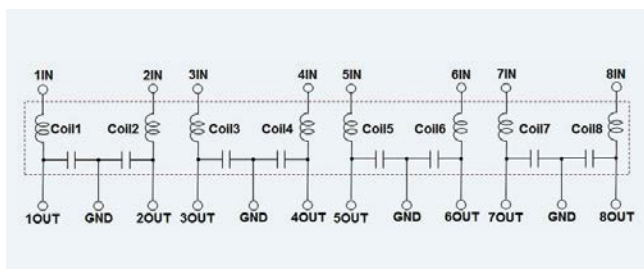 1IN 2IN 3IN 4IN 5IN 6IN 7IN 8IN
Coil1 Coil2 Coil3 Coil4 Coil5 Coil6 Coil7 Coil8
1OUT GND 2OUT 3OUT GND 4OUT 5OUT GND 6OUT 7OUT GND 8OUT